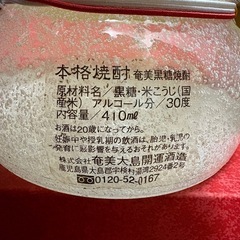 本格焼酎 奄美黒糖焼酎
原材料名／黒糖・米こうじ(国
産米) アルコール分／30度
内容量／410ml
お酒は20歳になってから。
妊娠中や授乳期の飲酒は、胎児・乳児の
発育に影響を与えるおそれがあります。
株式会社 奄美大島開運酒造
鹿児島県大島郡宇検村湯湾2924番2
0120-52-0167